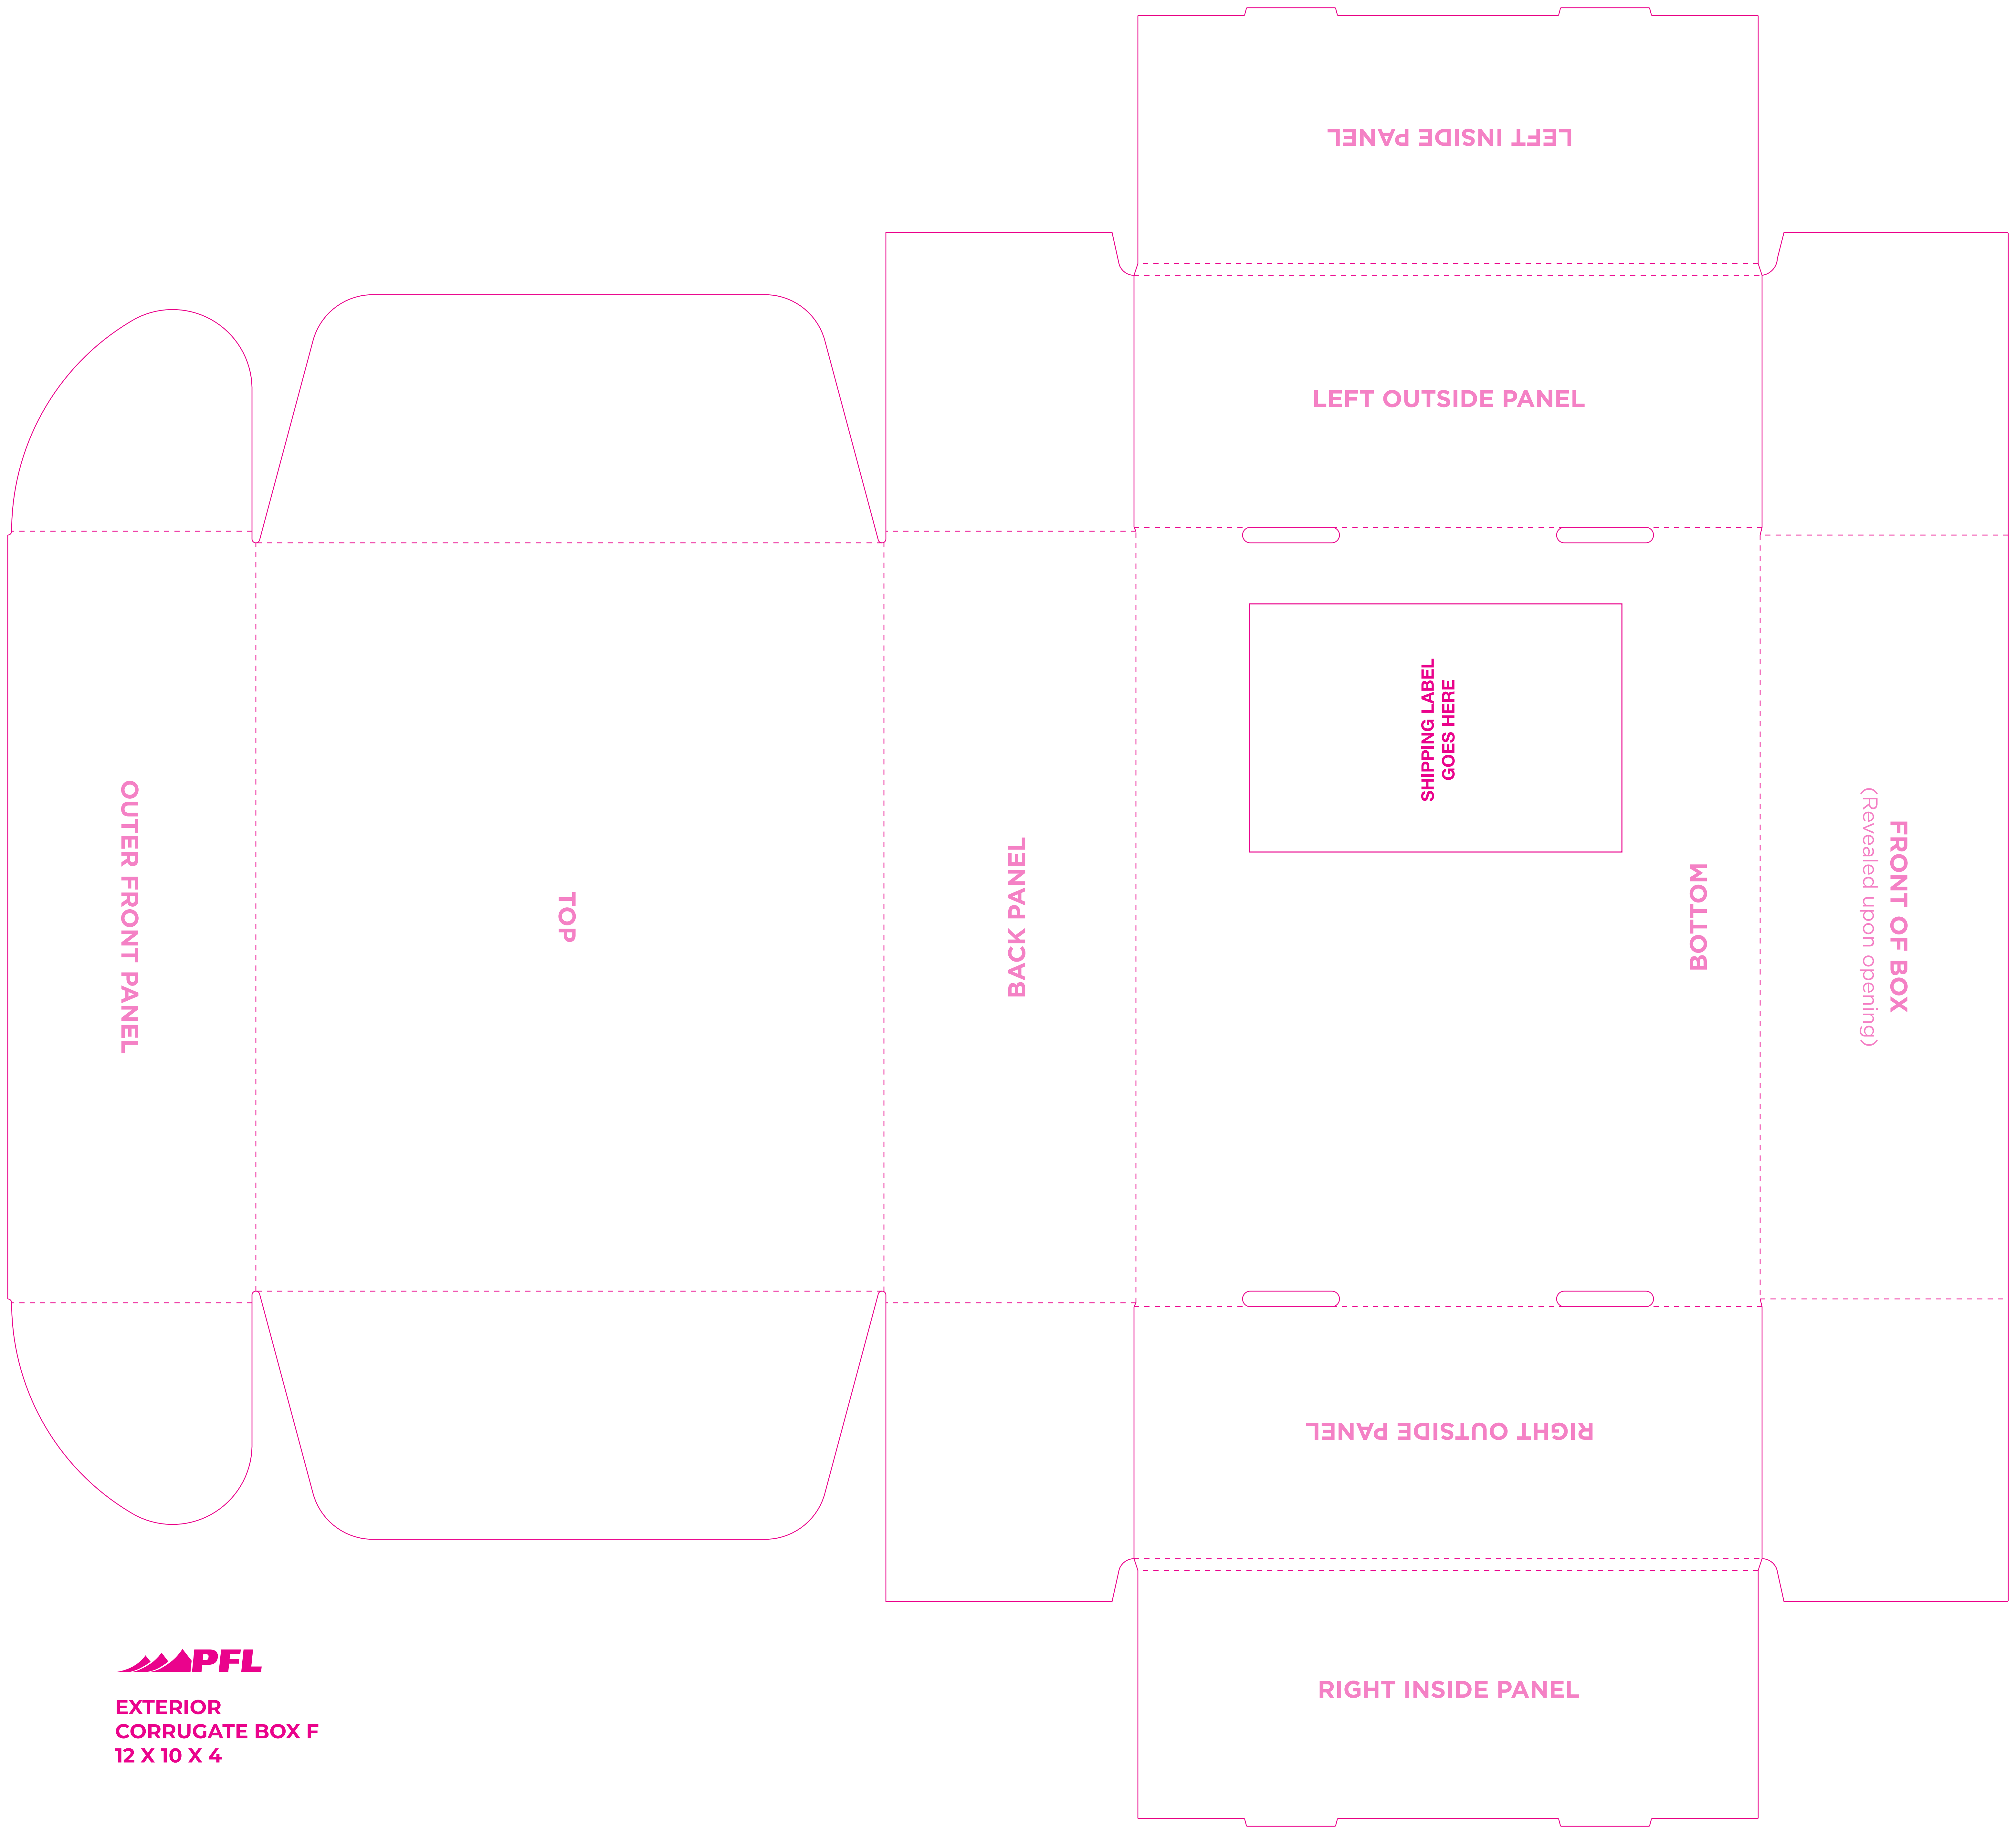 LEFT INSIDE PANEL
LEFT OUTSIDE PANEL
OUTER FRONT PANEL
TOP
BACK PANEL
SHIPPING LABEL
GOES HERE
BOTTOM
FRONT OF BOX
(Revealed upon opening)
RIGHT OUTSIDE PANEL
RIGHT INSIDE PANEL
PFL
EXTERIOR
CORRUGATE BOX F
12 X 10 X 4